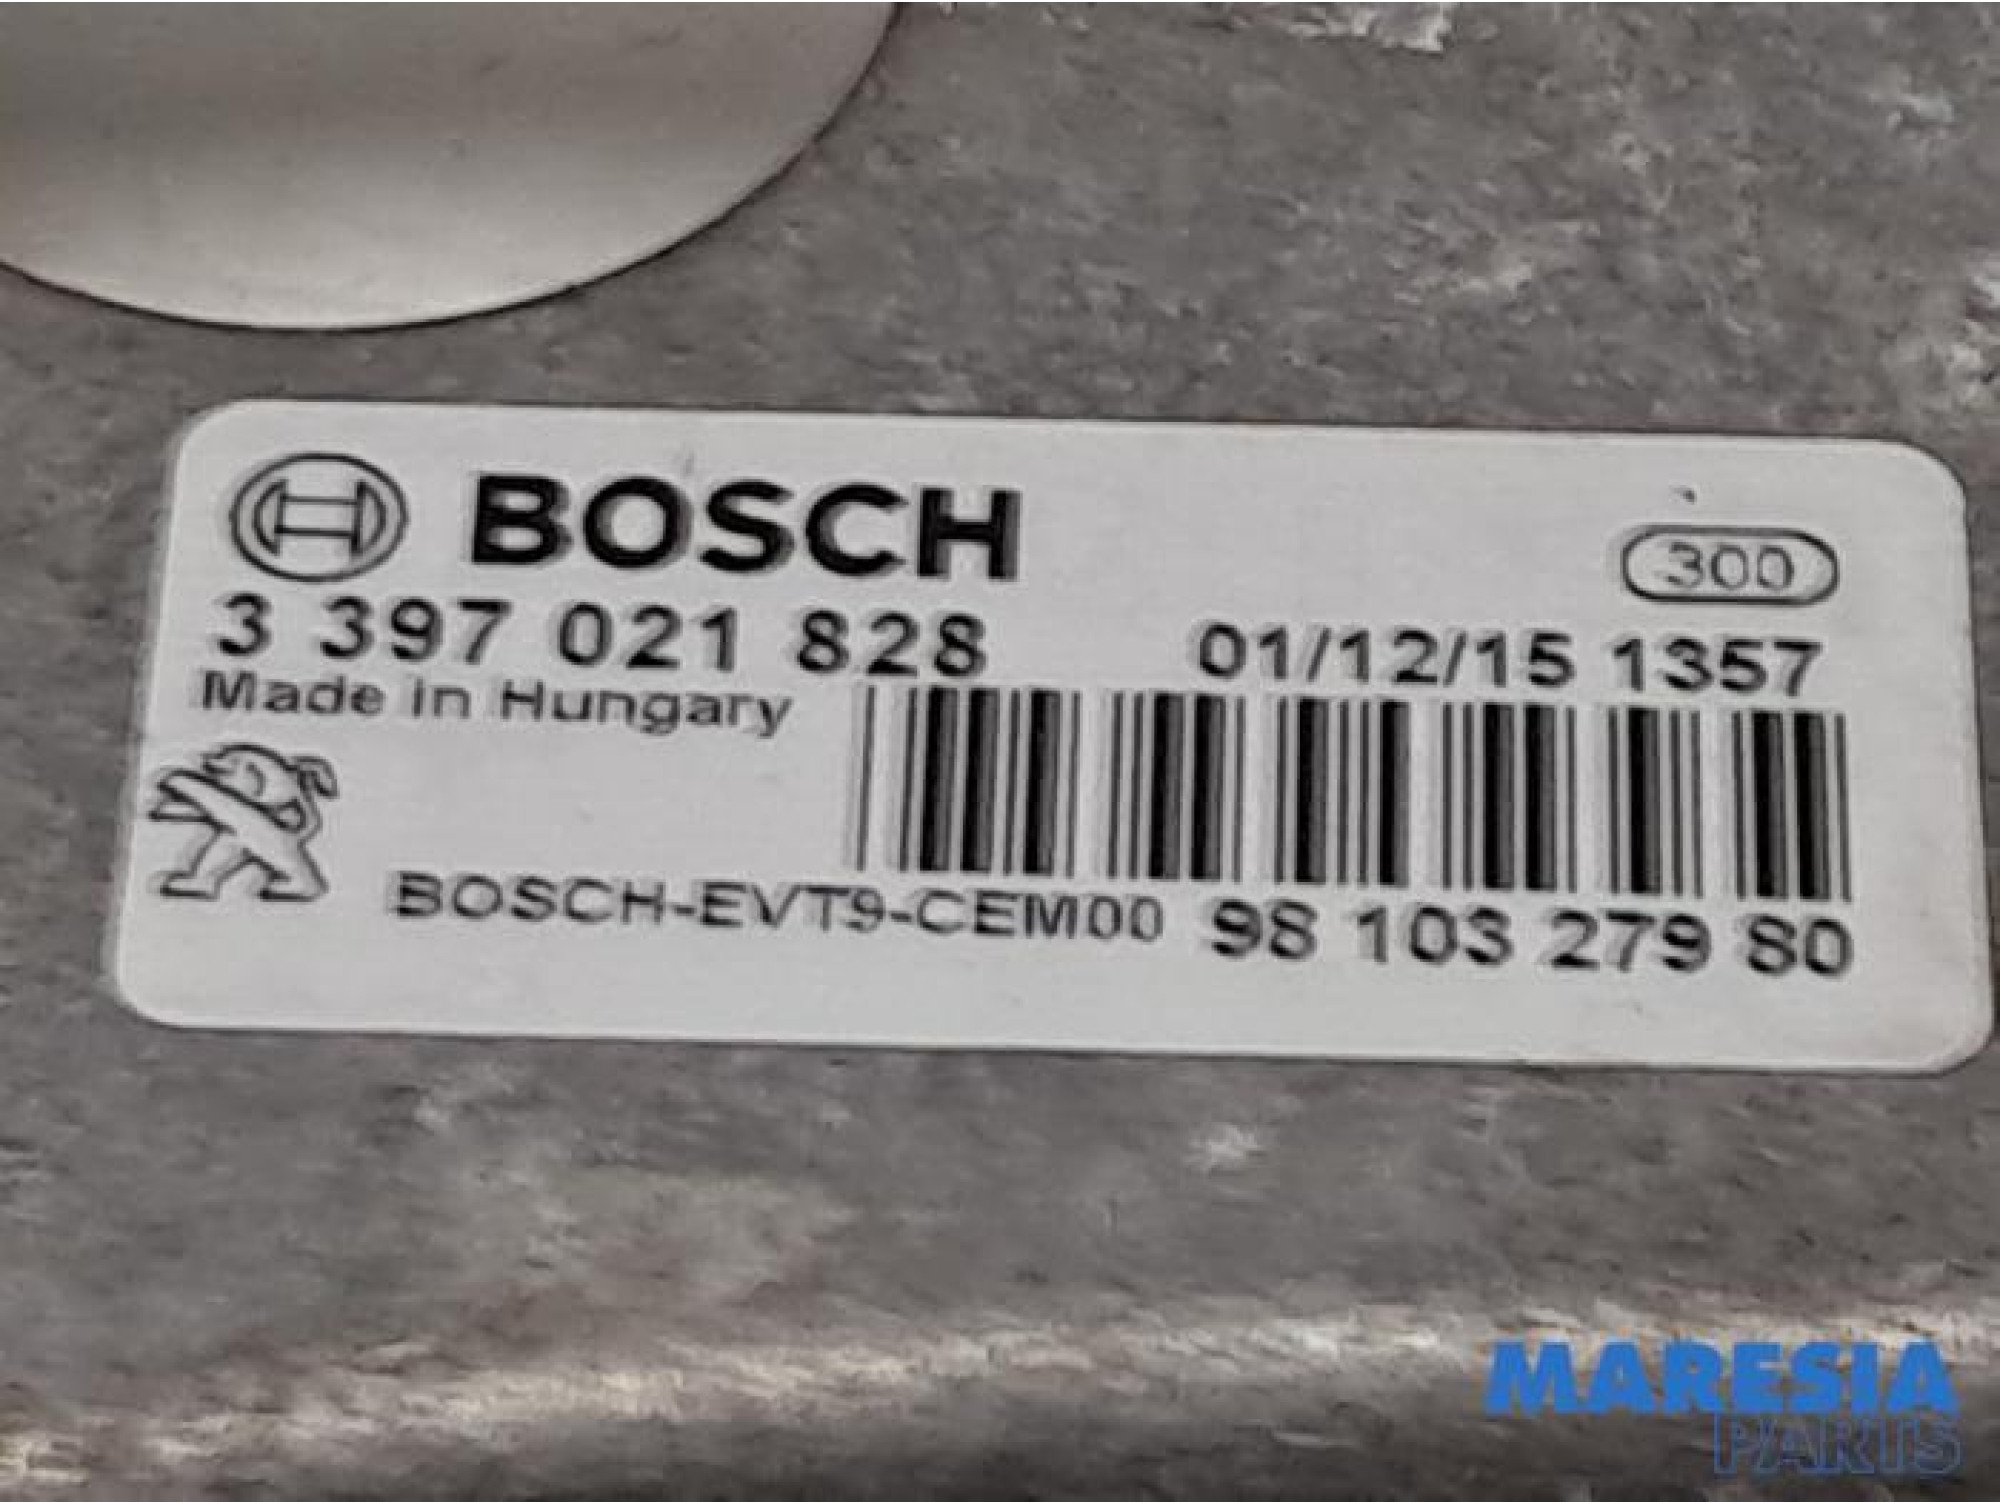 BOSCH
300
3 397 021 828
01/12/15 1357
Made in Hungary
BOSCH-EVT9-CEM00 98 103 279 80
MARESIA
PARTS